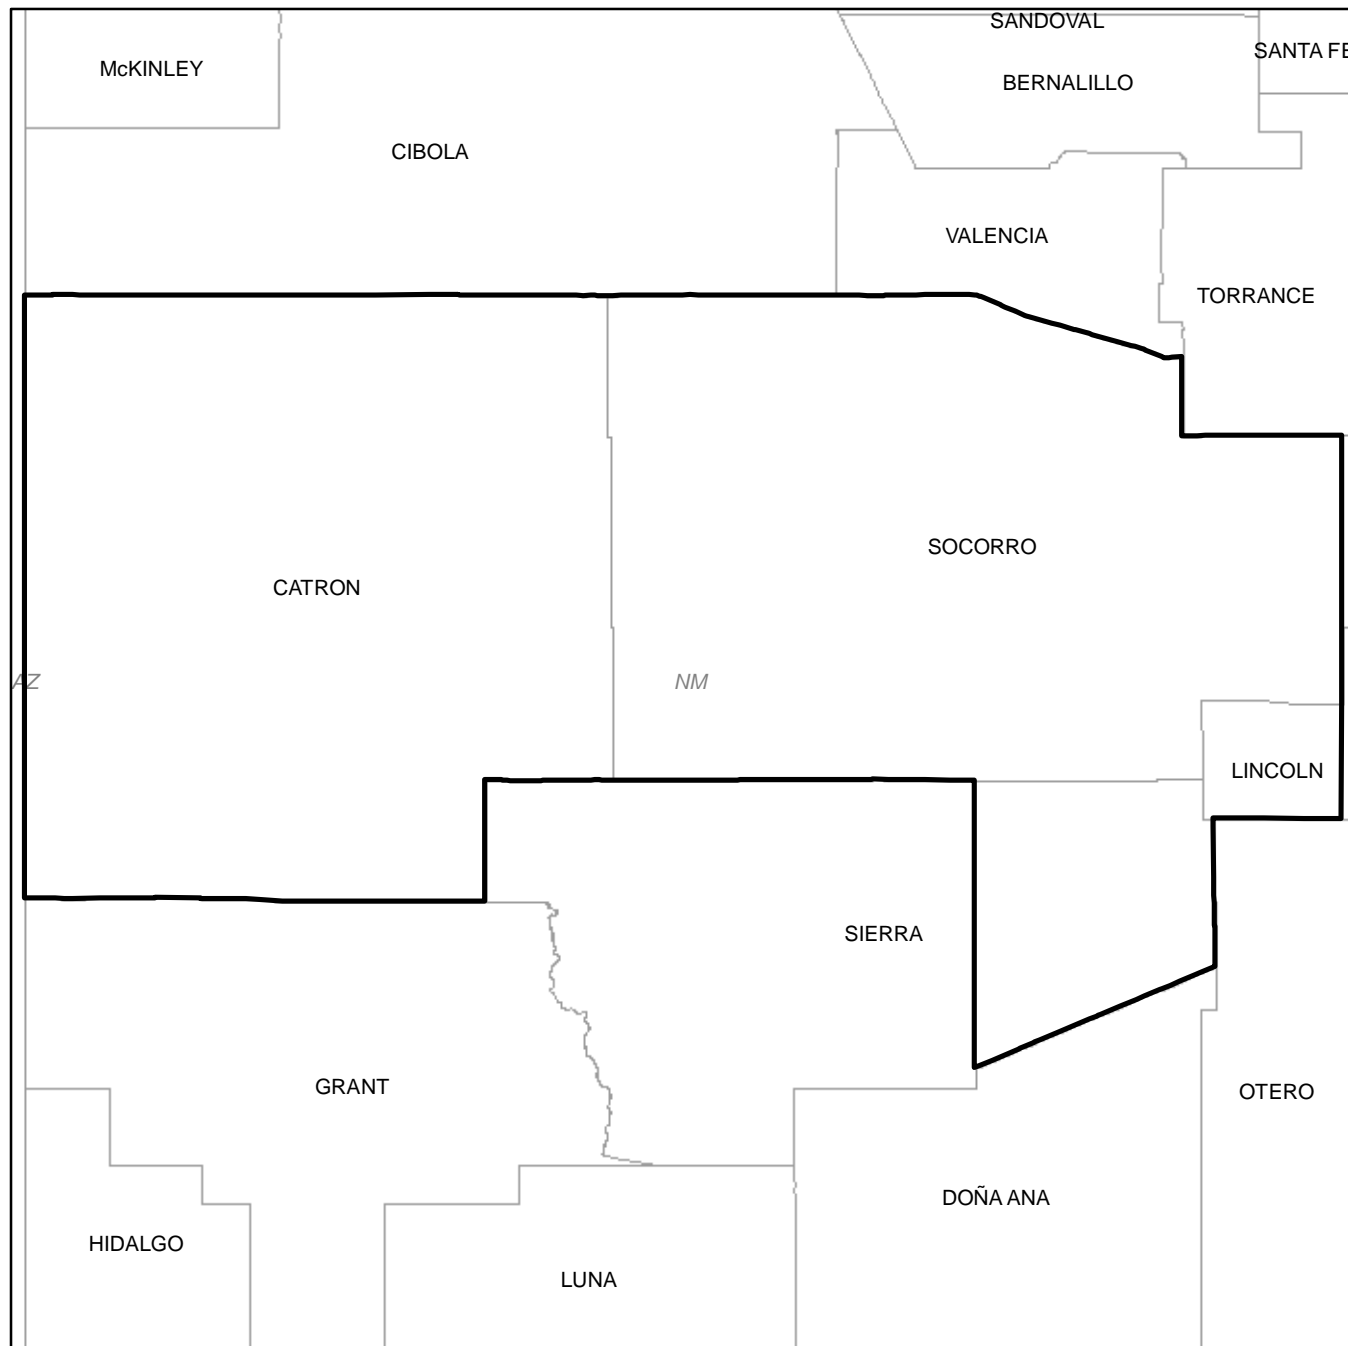 SANDOVAL
SANTA FE
McKINLEY
BERNALILLO
CIBOLA
VALENCIA
TORRANCE
SOCORRO
CATRON
AZ
NM
LINCOLN
SIERRA
GRANT
OTERO
DOÑA ANA
HIDALGO
LUNA